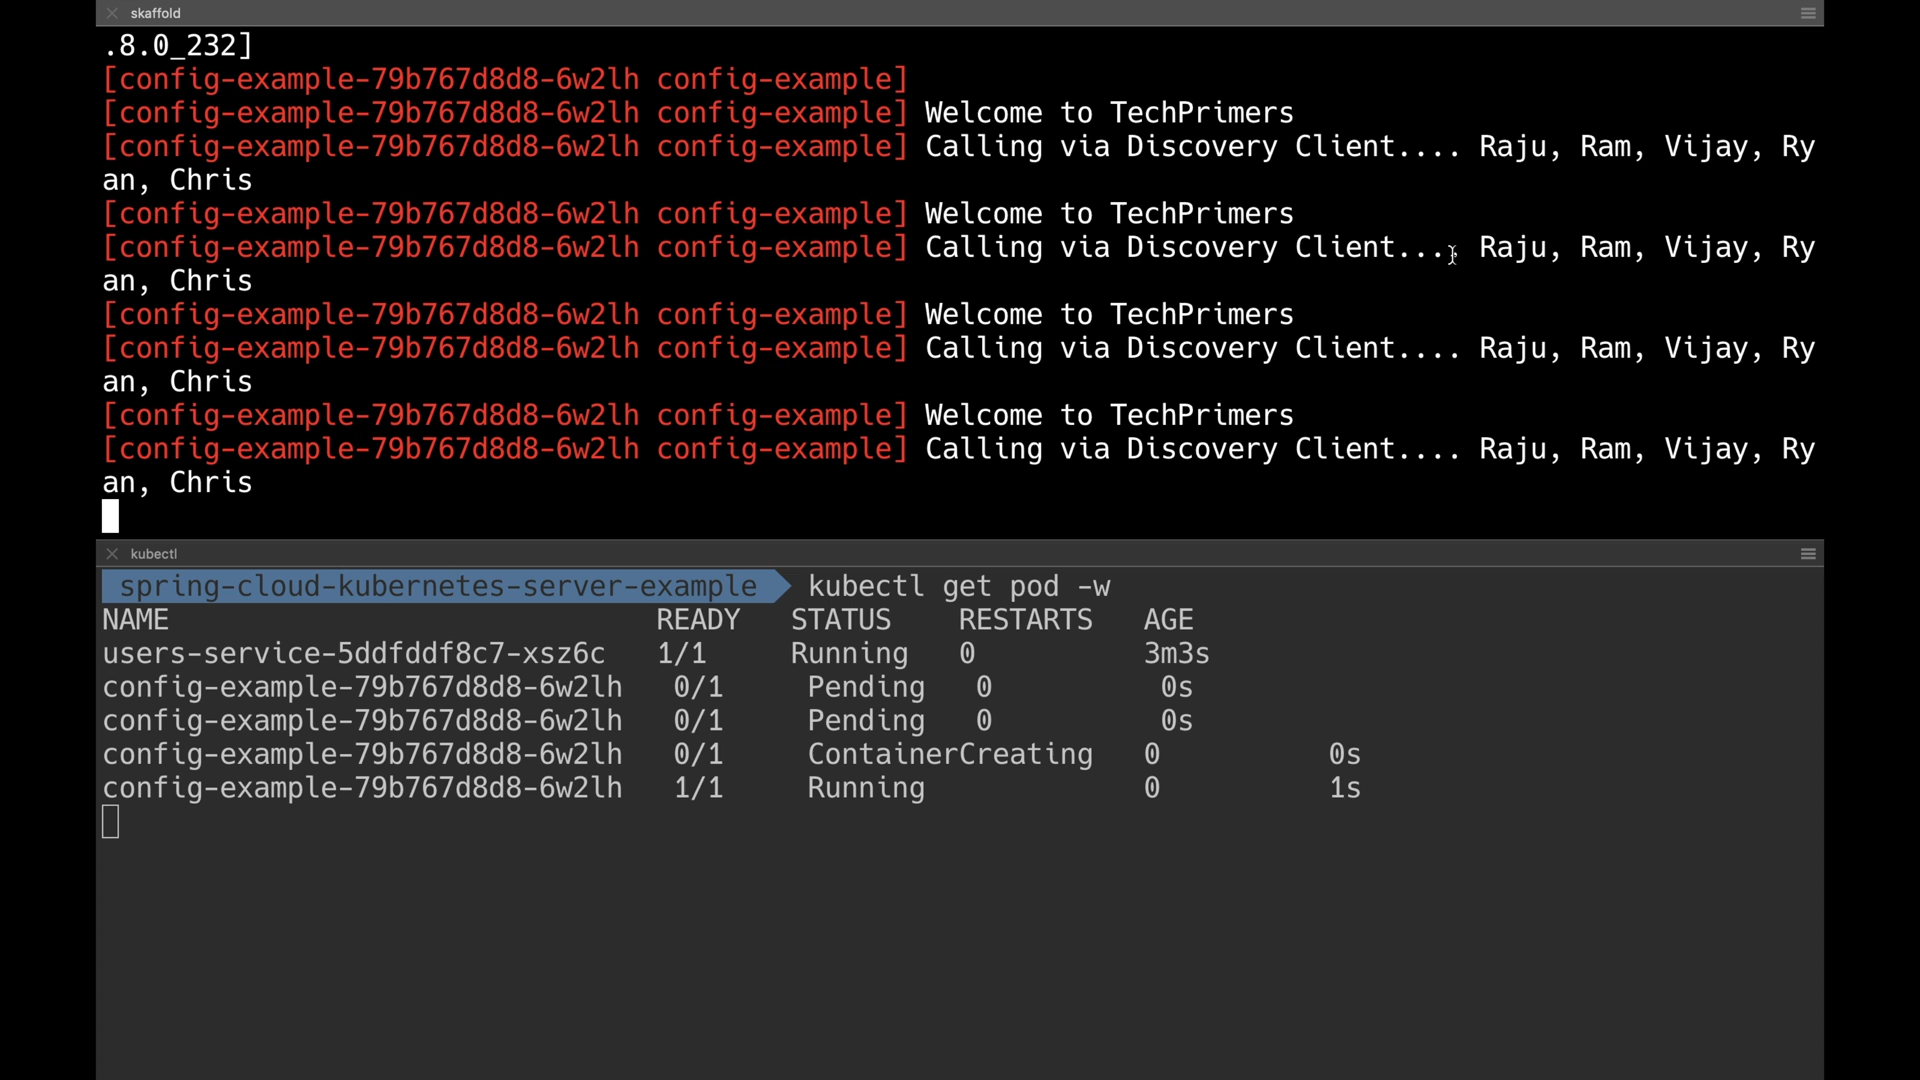 skaffold
.8.0_232]
[config-example-79b767d8d8-6w2lh config-example]
[config-example-79b767d8d8-6w2lh config-example] Welcome to TechPrimers
[config-example-79b767d8d8-6w2lh config-example] Calling via Discovery Client.... Raju, Ram, Vijay, Ry
an, Chris
[config-example-79b767d8d8-6w2lh config-example] Welcome to TechPrimers
[config-example-79b767d8d8-6w2lh config-example] Calling via Discovery Client.... Raju, Ram, Vijay, Ry
an, Chris
[config-example-79b767d8d8-6w2lh config-example] Welcome to TechPrimers
[config-example-79b767d8d8-6w2lh config-example] Calling via Discovery Client.... Raju, Ram, Vijay, Ry
an, Chris
[config-example-79b767d8d8-6w2lh config-example] Welcome to TechPrimers
[config-example-79b767d8d8-6w2lh config-example] Calling via Discovery Client.... Raju, Ram, Vijay, Ry
an, Chris
kubectl
spring-cloud-kubernetes-server-example kubectl get pod -w
NAME READY STATUS RESTARTS AGE
users-service-5ddfddf8c7-xsz6c 1/1 Running 0 3m3s
config-example-79b767d8d8-6w2lh 0/1 Pending 0 0s
config-example-79b767d8d8-6w2lh 0/1 Pending 0 0s
config-example-79b767d8d8-6w2lh 0/1 ContainerCreating 0 0s
config-example-79b767d8d8-6w2lh 1/1 Running 0 1s